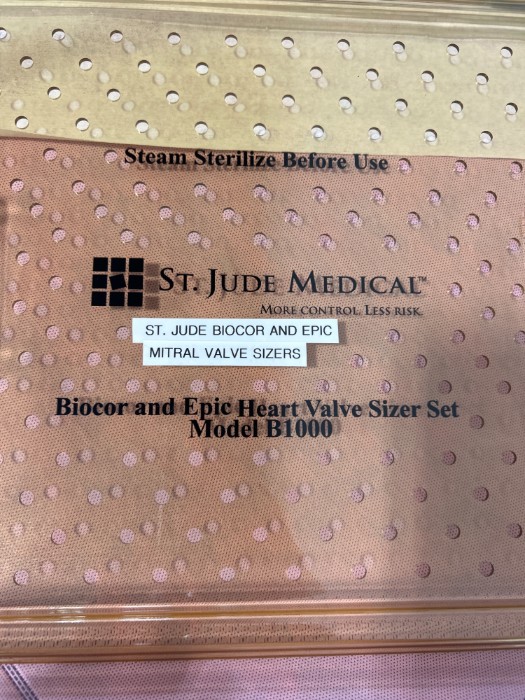 Steam Sterilize Before Use
ST. JUDE MEDICAL™
MORE CONTROL. LESS RISK.
ST. JUDE BIOCOR AND EPIC
MITRAL VALVE SIZERS
Biocor and Epic Heart Valve Sizer Set
Model B1000